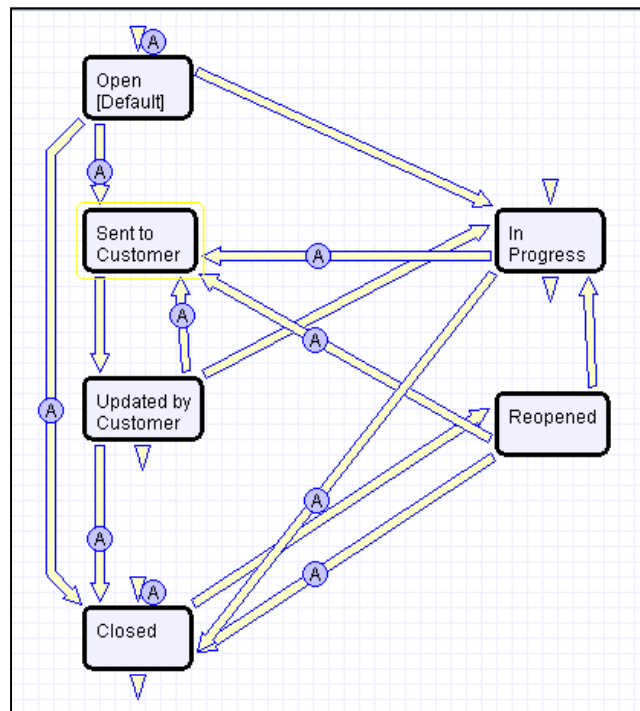 A
Open
[Default]
A
Sent to
Customer
A
In
Progress
A
A
Updated by
Customer
A
Reopened
A
A
A
A
Closed